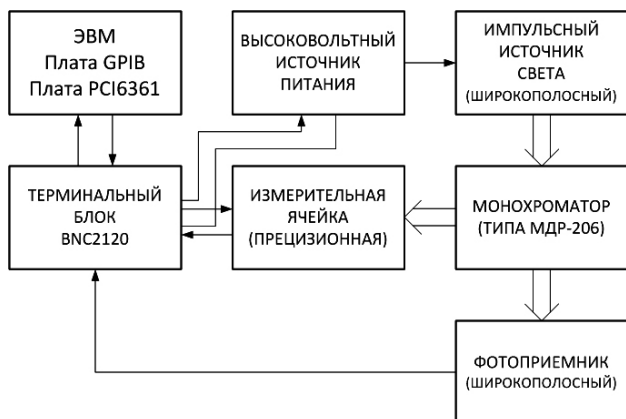 ЭВМ
Плата GPIB
Плата PCI6361
ВЫСОКОВОЛЬТНЫЙ
ИСТОЧНИК
ПИТАНИЯ
ИМПУЛЬСНЫЙ
ИСТОЧНИК
СВЕТА
(ШИРОКОПОЛОСНЫЙ)
ТЕРМИНАЛЬНЫЙ
БЛОК
BNC2120
ИЗМЕРИТЕЛЬНАЯ
ЯЧЕЙКА
(ПРЕЦИЗИОННАЯ)
МОНОХРОМАТОР
(ТИПА МДР-206)
ФОТОПРИЕМНИК
(ШИРОКОПОЛОСНЫЙ)